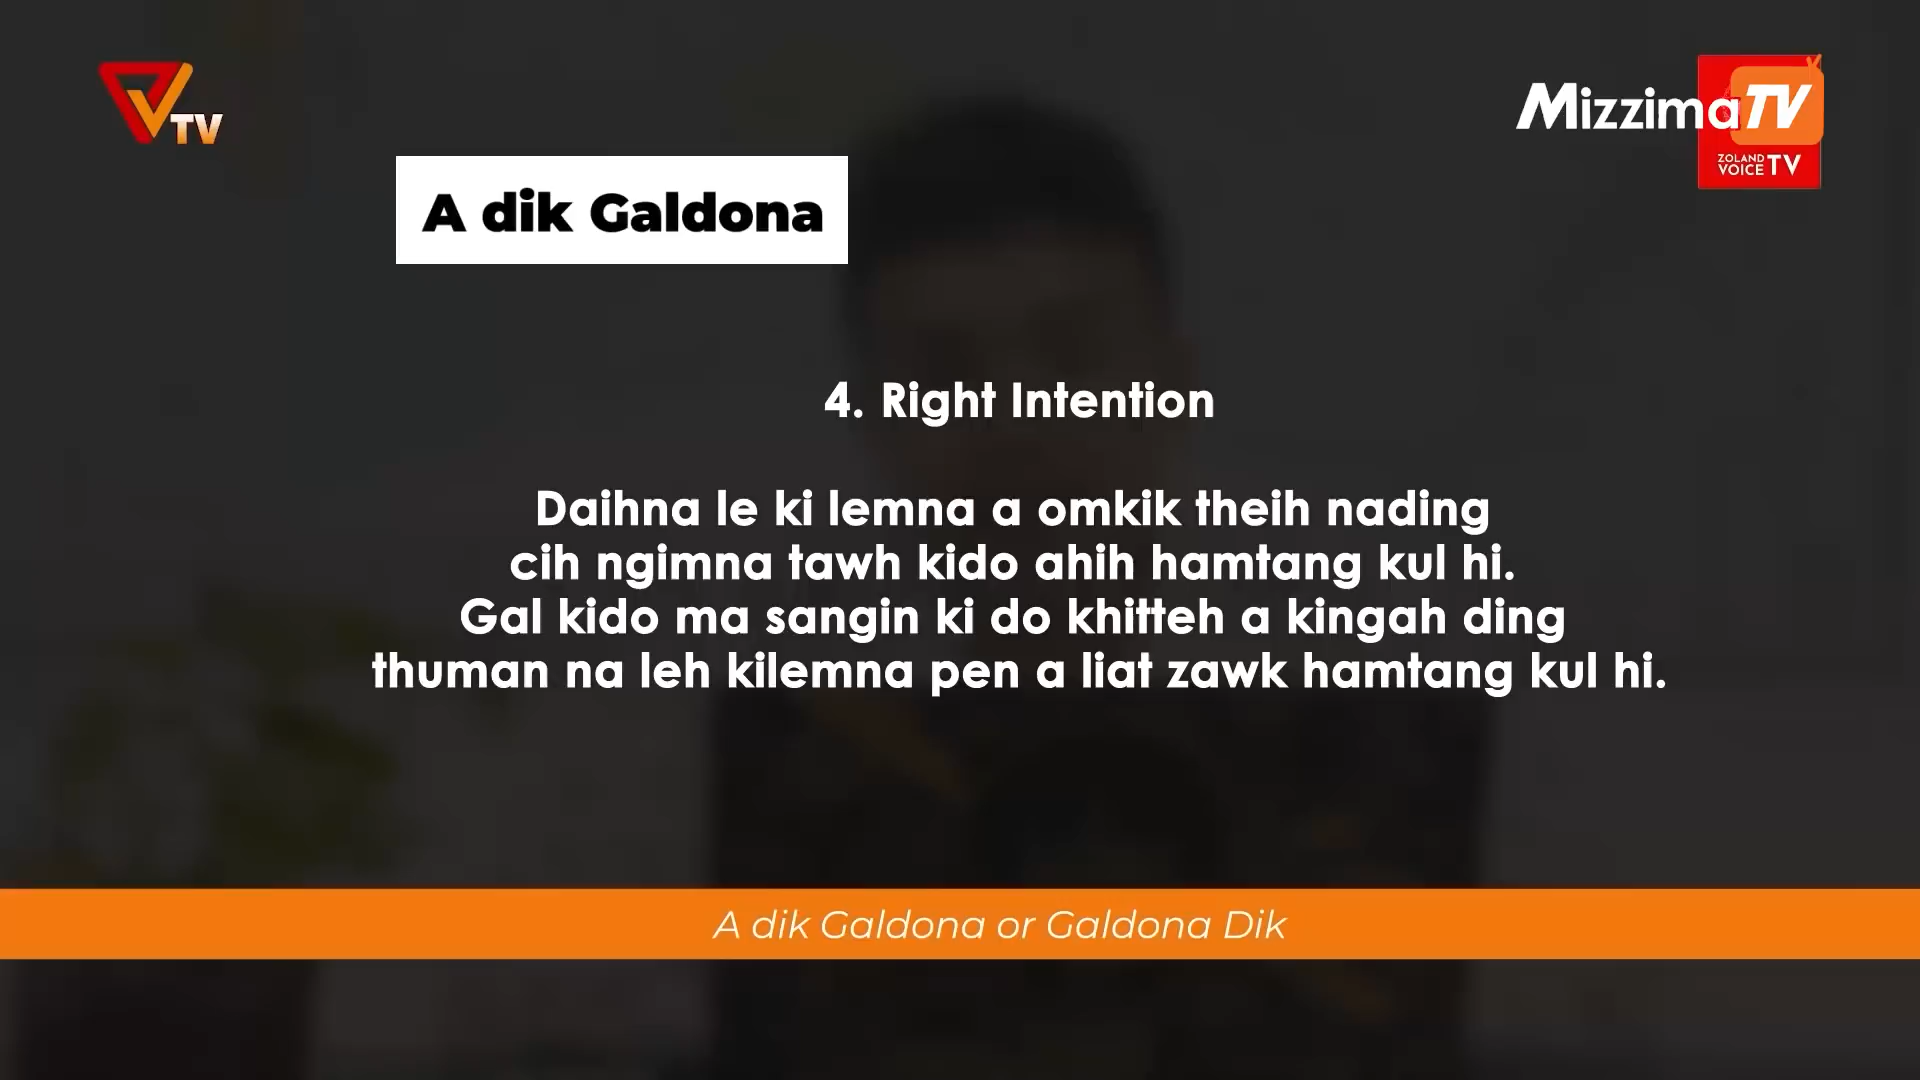 TV
MizzimaTV
ZOLAND
VOICE TV
A dik Galdona
4. Right Intention
Daihna le ki lemna a omkik theih nading
cih ngimna tawh kido ahih hamtang kul hi.
Gal kido ma sangin ki do khitteh a kingah ding
thuman na leh kilemna pen a liat zawk hamtang kul hi.
A dik Galdona or Galdona Dik